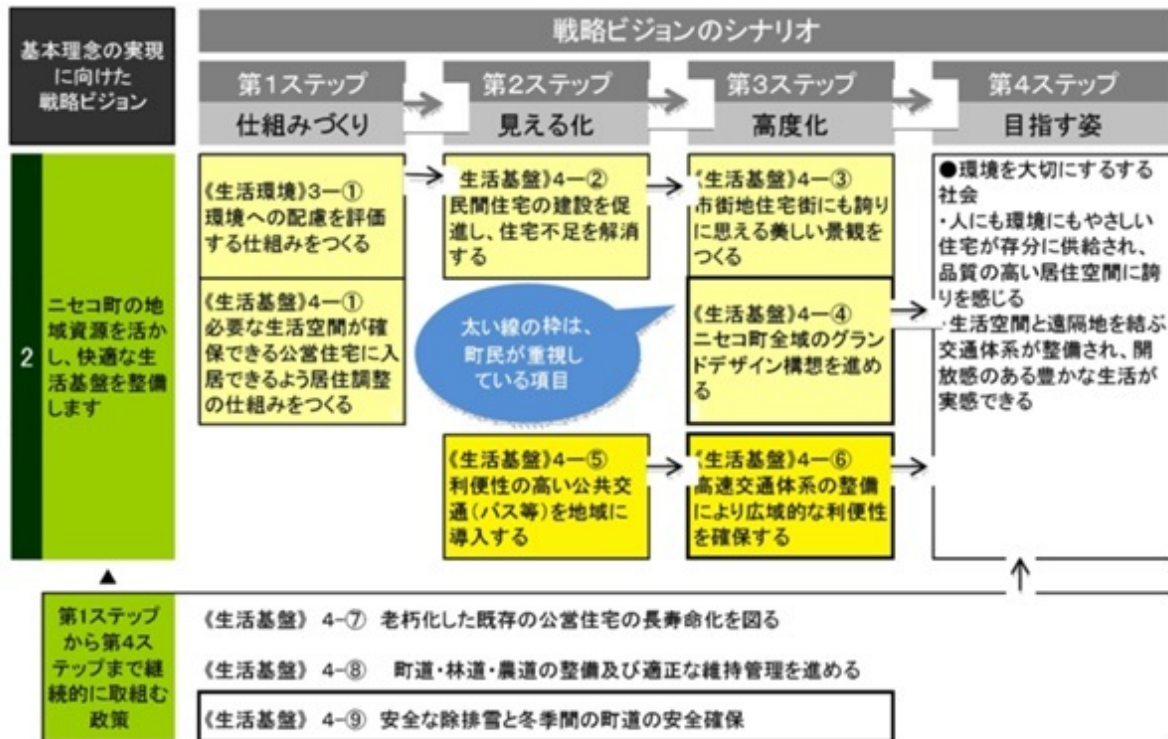 基本理念の実現
に向けた
戦略ビジョン
戦略ビジョンのシナリオ
第1ステップ
仕組みづくり
第2ステップ
見える化
第3ステップ
高度化
第4ステップ
目指す姿
2
ニセコ町の地
域資源を活か
し、快適な生
活基盤を整備
します
《生活環境》3―①
環境への配慮を評価
する仕組みをつくる
《生活基盤》4―①
必要な生活空間が確
保できる公営住宅に入
居できるよう居住調整
の仕組みをつくる
《生活基盤》4―②
民間住宅の建設を促
進し、住宅不足を解消
する
太い線の枠は、
町民が重視し
ている項目
《生活基盤》4―⑤
利便性の高い公共交
通(バス等)を地域に
導入する
《生活基盤》4―③
市街地住宅街にも誇り
に思える美しい景観を
つくる
《生活基盤》4―④
ニセコ町全域のグラン
ドデザイン構想を進め
る
《生活基盤》4―⑥
高速交通体系の整備
により広域的な利便性
を確保する
●環境を大切にするする
社会
・人にも環境にもやさしい
住宅が存分に供給され、
品質の高い居住空間に誇
りを感じる
・生活空間と遠隔地を結ぶ
交通体系が整備され、開
放感のある豊かな生活が
実感できる
▲
第1ステップ
から第4ス
テップまで継
続的に取組む
政策
《生活基盤》 4-⑦ 老朽化した既存の公営住宅の長寿命化を図る
《生活基盤》 4-⑧ 町道・林道・農道の整備及び適正な維持管理を進める
《生活基盤》 4-⑨ 安全な除排雪と冬季間の町道の安全確保